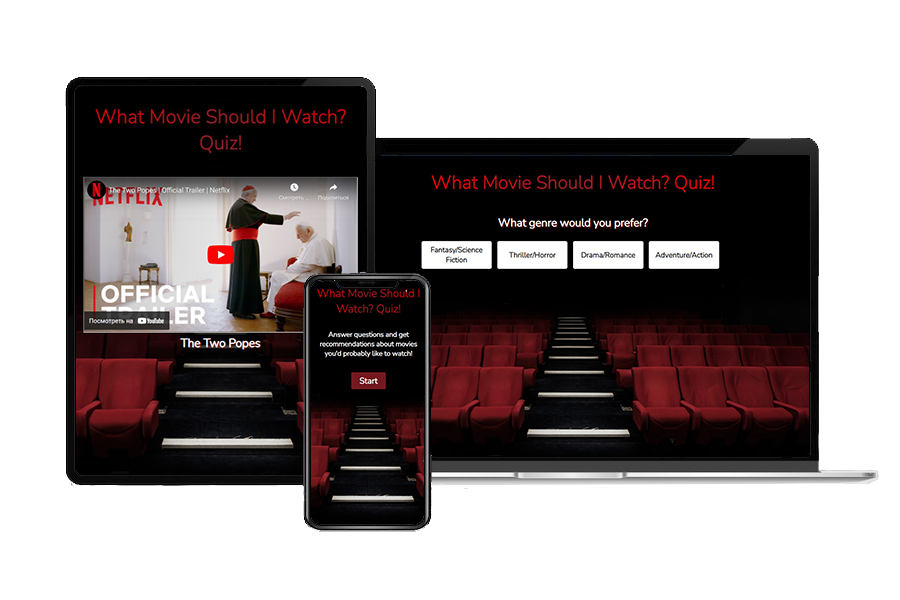 What Movie Should I Watch?
Quiz!
The Two Popes | Official Trailer | Netflix
NETFLIX
Смотреть ...
Поделиться
OFFICIAL
TRAILER
Посмотреть на YouTube
The Two Popes
What Movie Should I
Watch? Quiz!
Answer questions and get
recommendations about movies
you'd probably like to watch!
Start
What Movie Should I Watch? Quiz!
What genre would you prefer?
Fantasy/Science
Fiction
Thriller/Horror
Drama/Romance
Adventure/Action